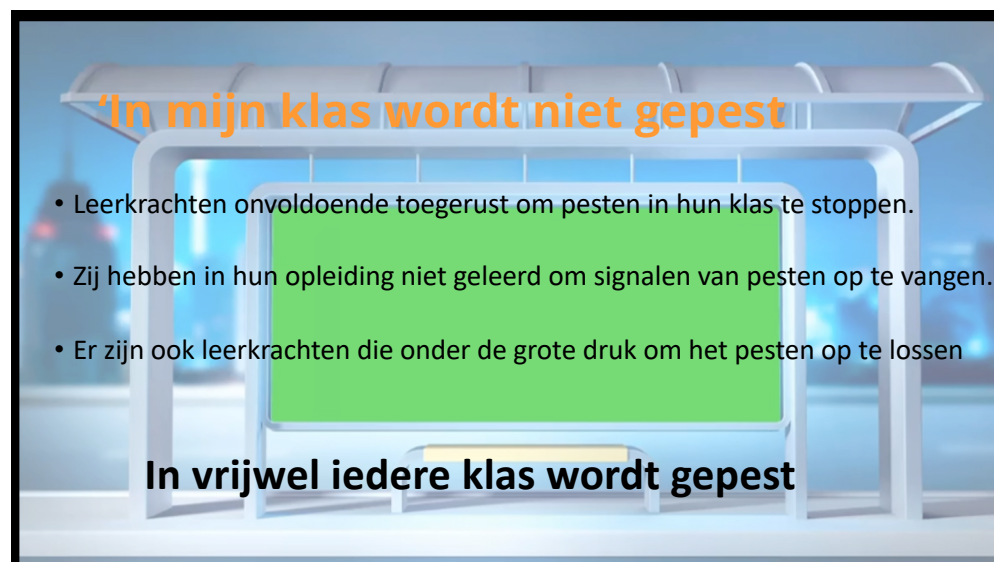 ‘In mijn klas wordt niet gepest
• Leerkrachten onvoldoende toegerust om pesten in hun klas te stoppen.
• Zij hebben in hun opleiding niet geleerd om signalen van pesten op te vangen.
• Er zijn ook leerkrachten die onder de grote druk om het pesten op te lossen
In vrijwel iedere klas wordt gepest